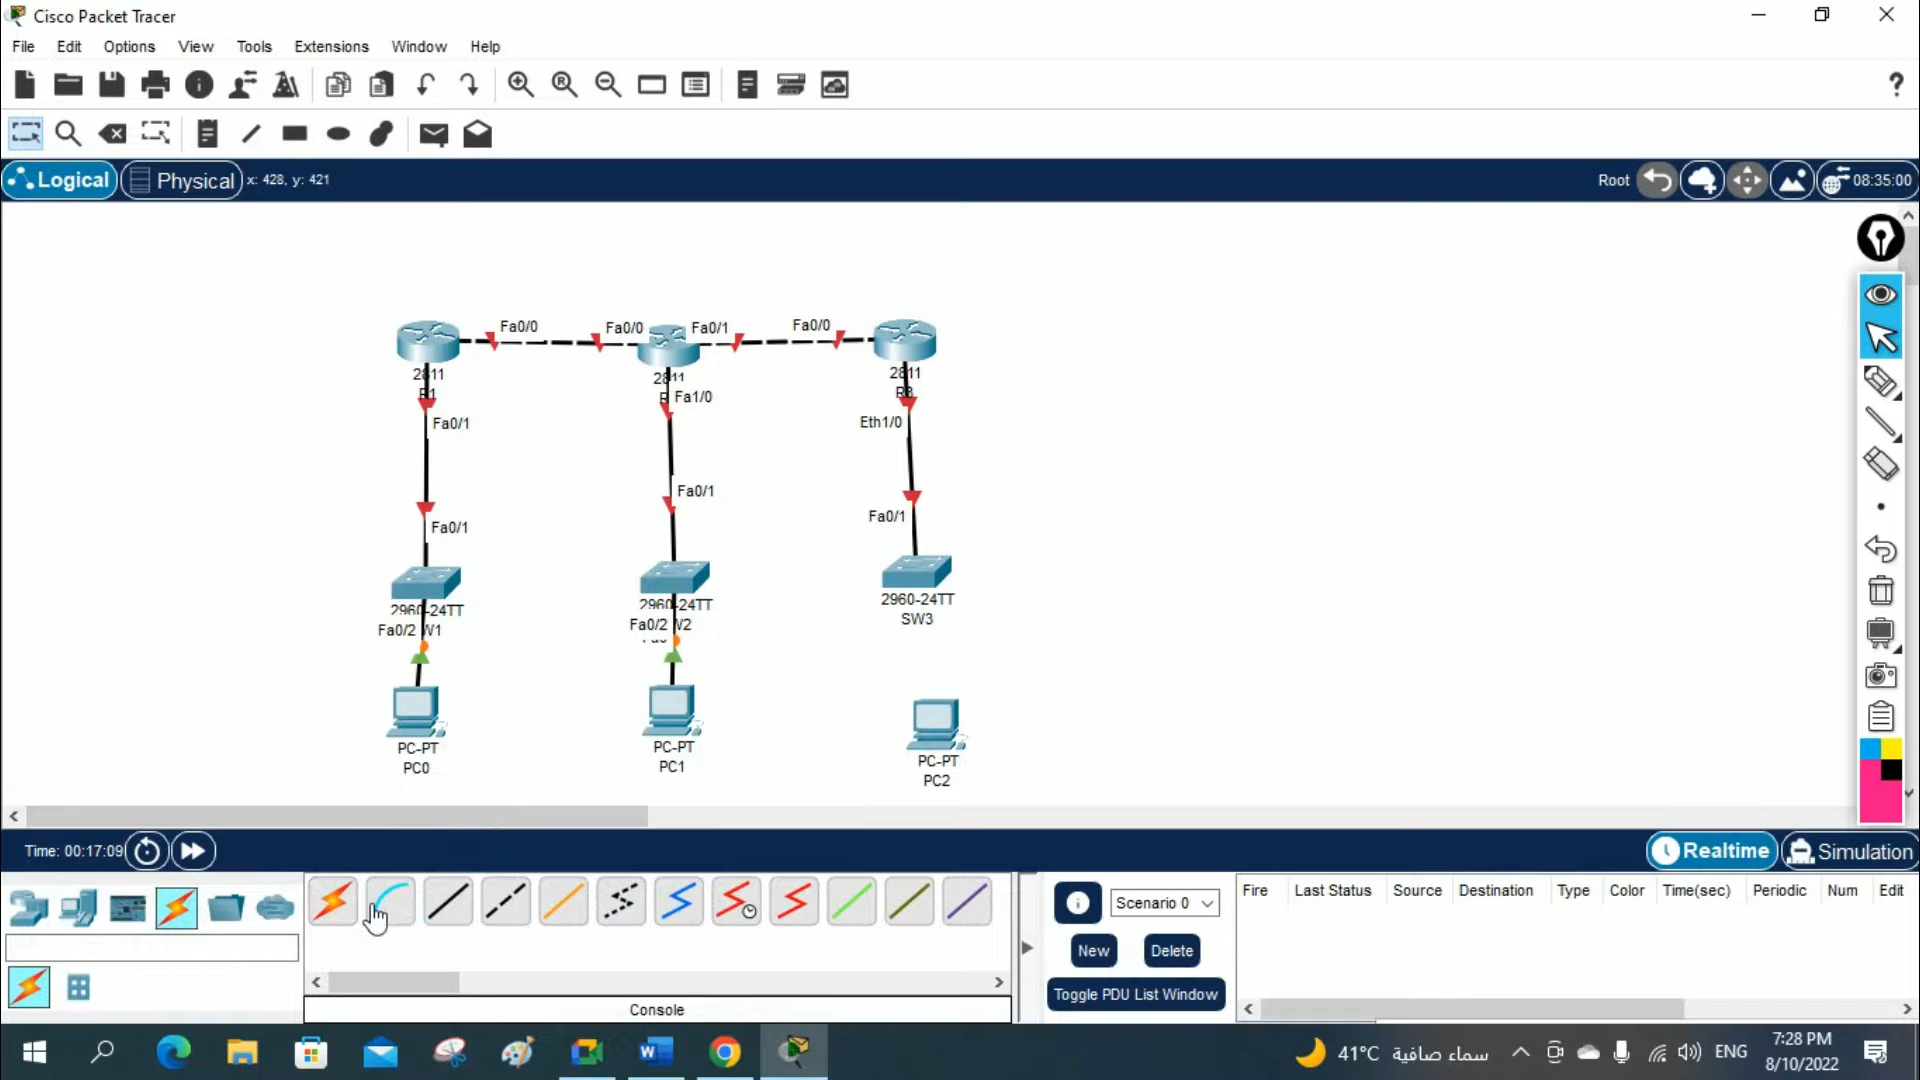 Cisco Packet Tracer
File Edit Options View Tools Extensions Window Help
Logical Physical x: 428, y: 421 Root 08:35:00
Fa0/0 Fa0/0 Fa0/1 Fa0/0
2811 2811 2811
R1 R R3
Fa1/0
Fa0/1 Eth1/0
Fa0/1 Fa0/1
Fa0/1
2960-24TT 2960-24TT 2960-24TT
SW3
Fa0/2 W1 Fa0/2 W2
PC-PT PC-PT PC-PT
PC0 PC1 PC2
Time: 00:17:09 Realtime Simulation
Scenario 0 Fire Last Status Source Destination Type Color Time(sec) Periodic Num Edit
New Delete
Toggle PDU List Window
Console
41°C سماء صافية ENG 7:28 PM
8/10/2022